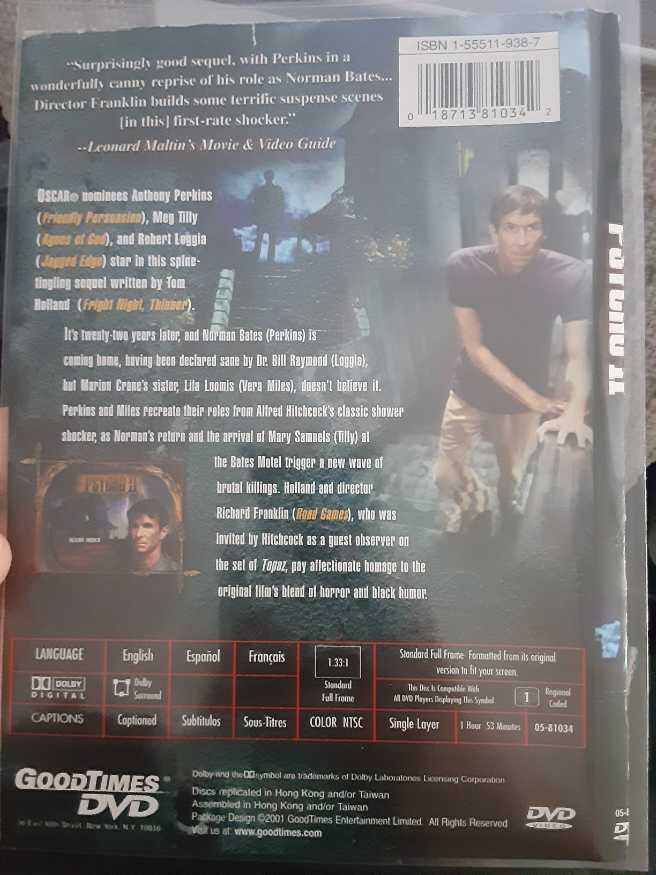 “Surprisingly good sequel, with Perkins in a
wonderfully canny reprise of his role as Norman Bates...
Director Franklin builds some terrific suspense scenes
[in this] first-rate shocker.”
--Leonard Maltin's Movie & Video Guide
ISBN 1-55511-938-7
0 18713 81034 2
OSCAR® nominees Anthony Perkins
(Friendly Persuasion), Meg Tilly
(Agnes of God), and Robert Loggia
(Jagged Edge) star in this spine-
tingling sequel written by Tom
Holland (Fright Night, Thinner).
It's twenty-two years later, and Norman Bates (Perkins) is
coming home, having been declared sane by Dr. Bill Raymond (Loggia),
but Marion Crane's sister, Lila Loomis (Vera Miles), doesn't believe it.
Perkins and Miles recreate their roles from Alfred Hitchcock's classic shower
shocker, as Norman's return and the arrival of Mary Samuels (Tilly) at
the Bates Motel trigger a new wave of
brutal killings. Holland and director
Richard Franklin (Road Games), who was
invited by Hitchcock as a guest observer on
the set of Topaz, pay affectionate homage to the
original film's blend of horror and black humor.
PSYCHO II
PSYCHO II
LANGUAGE English Español Français
DOLBY DIGITAL
Dolby Surround
CAPTIONS Captioned Subtitulos Sous-Titres
1.33:1
Standard
Full Frame
COLOR NTSC
Standard Full Frame- Formatted from its original
version to fit your screen.
This Disc Is Compatible With
All DVD Players Displaying This Symbol
1
Regional
Coded
Single Layer 1 Hour 53 Minutes 05-81034
GOODTIMES®
DVD
New York, N.Y. 10016
Dolby and the DD symbol are trademarks of Dolby Laboratories Licensing Corporation
Discs replicated in Hong Kong and/or Taiwan
Assembled in Hong Kong and/or Taiwan
Package Design ©2001 GoodTimes Entertainment Limited. All Rights Reserved
Visit us at: www.goodtimes.com
DVD
VIDEO
05-8